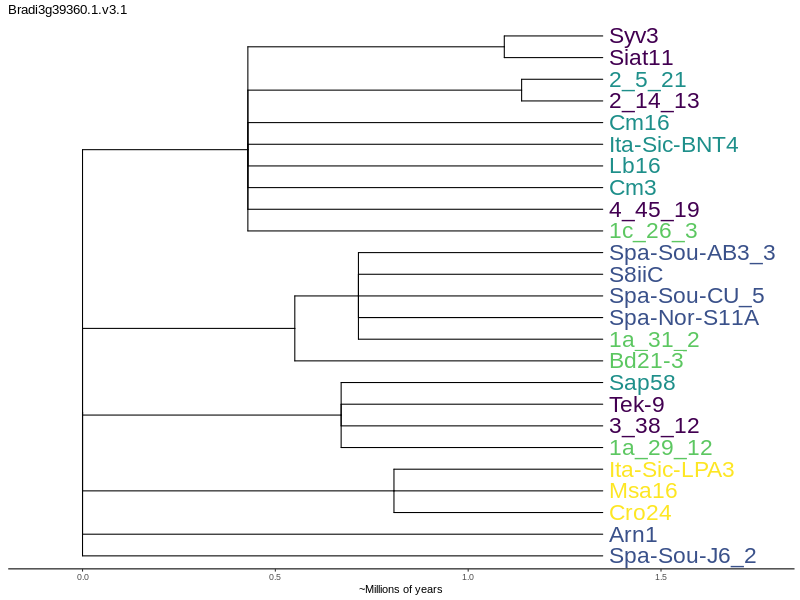 Bradi3g39360.1.v3.1
Syv3
Siat11
2_5_21
2_14_13
Cm16
Ita-Sic-BNT4
Lb16
Cm3
4_45_19
1c_26_3
Spa-Sou-AB3_3
S8iiC
Spa-Sou-CU_5
Spa-Nor-S11A
1a_31_2
Bd21-3
Sap58
Tek-9
3_38_12
1a_29_12
Ita-Sic-LPA3
Msa16
Cro24
Arn1
Spa-Sou-J6_2
0.0 0.5 1.0 1.5
~Millions of years